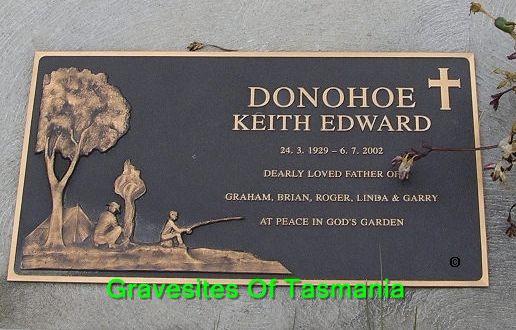 DONOHOE
KEITH EDWARD
24. 3. 1929 – 6. 7. 2002
DEARLY LOVED FATHER OF
GRAHAM, BRIAN, ROGER, LINDA & GARRY
AT PEACE IN GOD'S GARDEN
©
Gravesites Of Tasmania